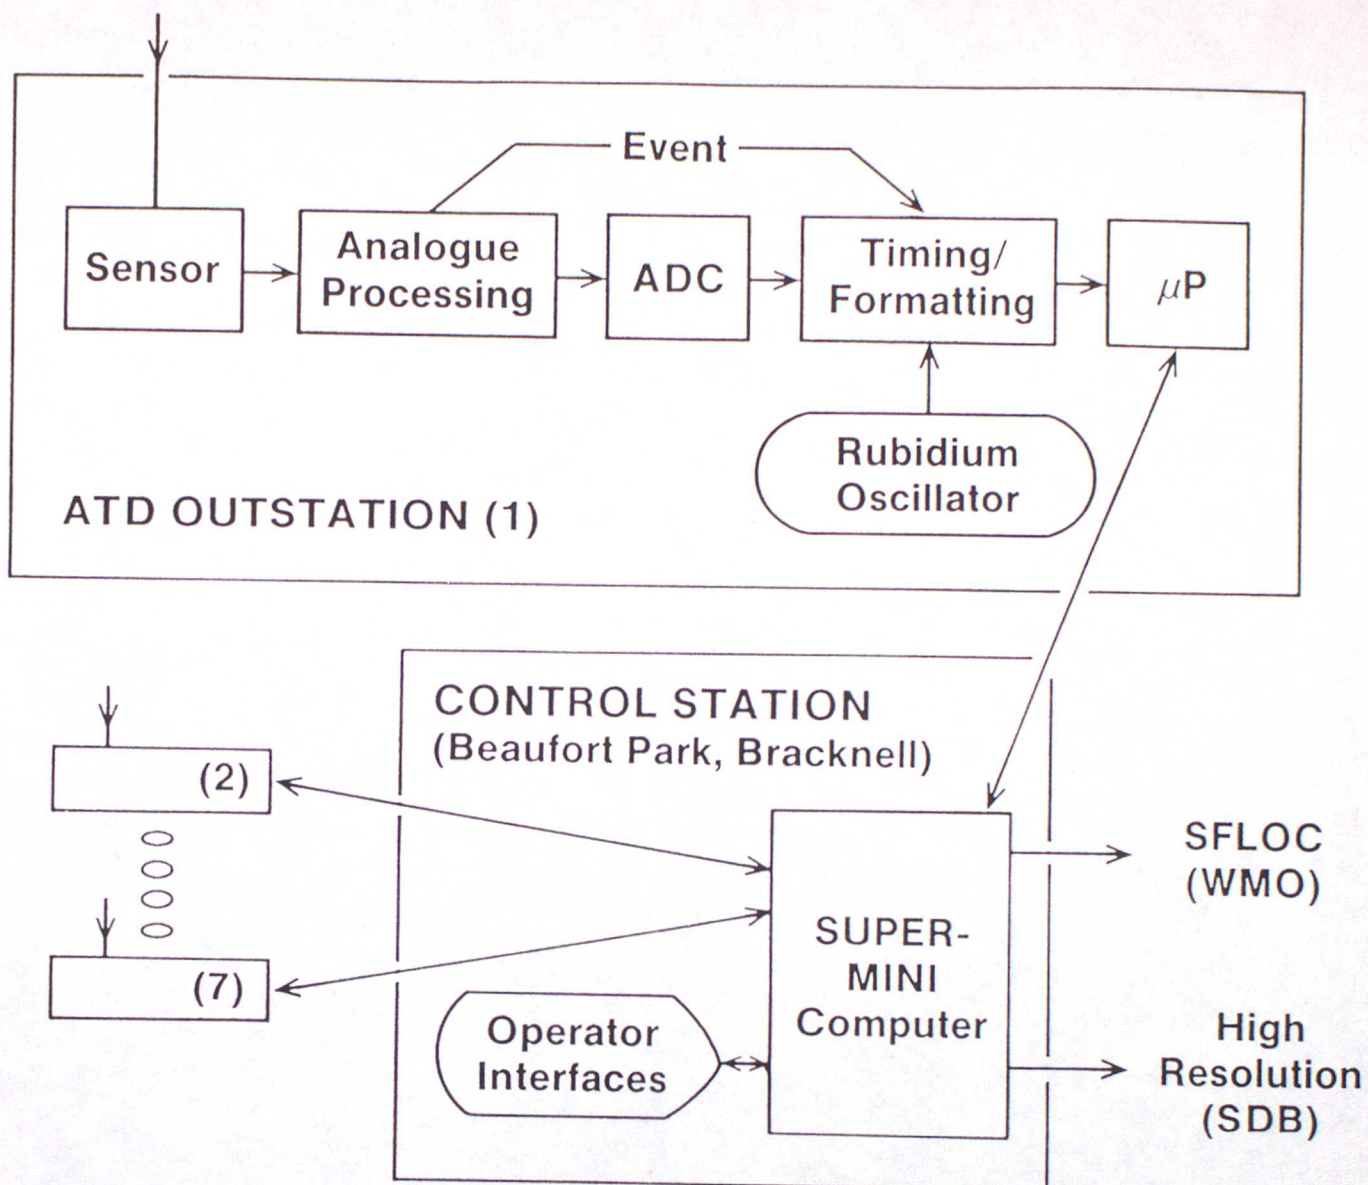 Event
Sensor
Analogue
Processing
ADC
Timing/
Formatting
μP
Rubidium
Oscillator
ATD OUTSTATION (1)
CONTROL STATION
(Beaufort Park, Bracknell)
(2)
(7)
SUPER-
MINI
Computer
Operator
Interfaces
SFLOC
(WMO)
High
Resolution
(SDB)